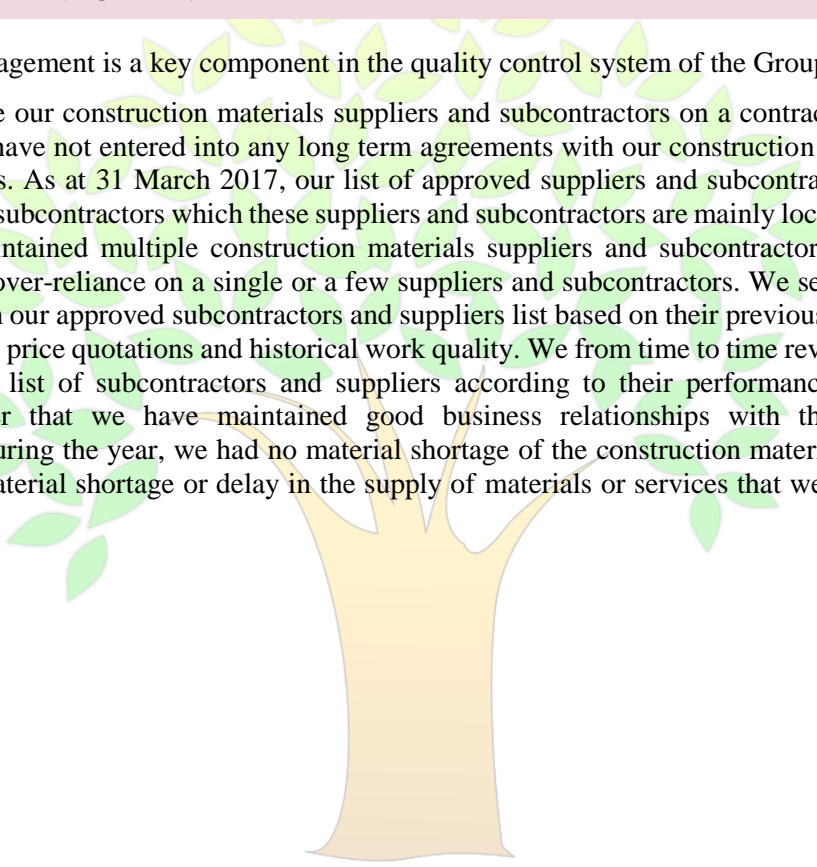 agement is a key component in the quality control system of the Group
e our construction materials suppliers and subcontractors on a contrac
have not entered into any long term agreements with our construction
s. As at 31 March 2017, our list of approved suppliers and subcontra
subcontractors which these suppliers and subcontractors are mainly loc
intained multiple construction materials suppliers and subcontractor
over-reliance on a single or a few suppliers and subcontractors. We se
n our approved subcontractors and suppliers list based on their previous
price quotations and historical work quality. We from time to time rev
list of subcontractors and suppliers according to their performanc
er that we have maintained good business relationships with th
uring the year, we had no material shortage of the construction materi
aterial shortage or delay in the supply of materials or services that we